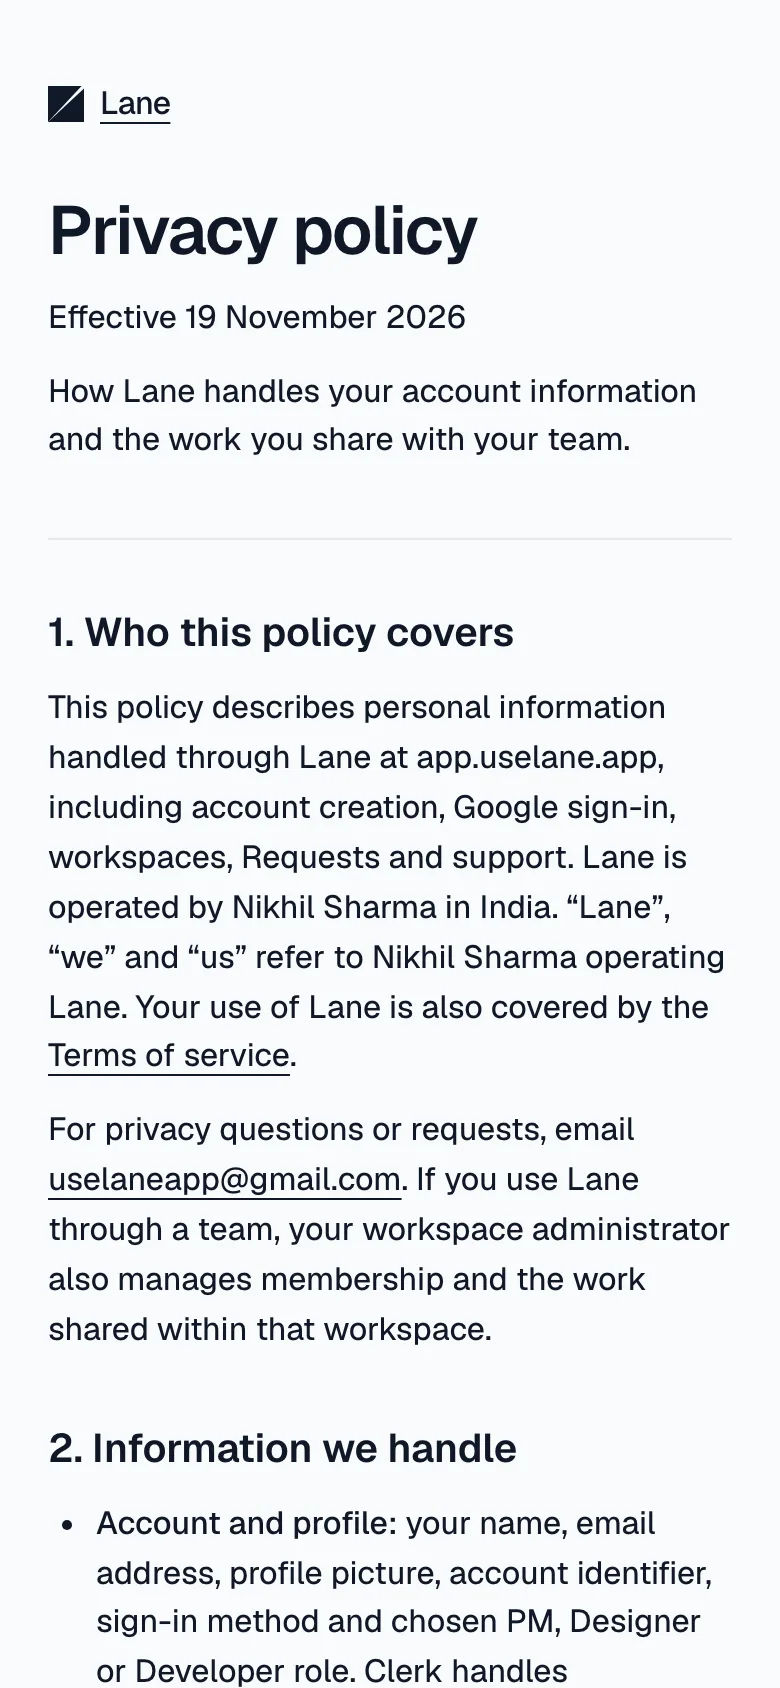 Lane
Privacy policy
Effective 19 November 2026
How Lane handles your account information
and the work you share with your team.
1. Who this policy covers
This policy describes personal information
handled through Lane at app.uselane.app,
including account creation, Google sign-in,
workspaces, Requests and support. Lane is
operated by Nikhil Sharma in India. “Lane”,
“we” and “us” refer to Nikhil Sharma operating
Lane. Your use of Lane is also covered by the
Terms of service.
For privacy questions or requests, email
uselaneapp@gmail.com. If you use Lane
through a team, your workspace administrator
also manages membership and the work
shared within that workspace.
2. Information we handle
• Account and profile: your name, email
address, profile picture, account identifier,
sign-in method and chosen PM, Designer
or Developer role. Clerk handles